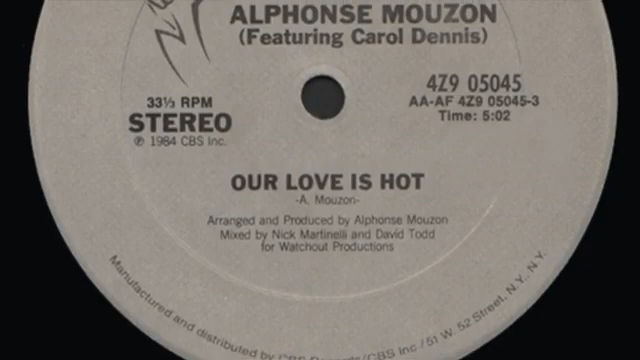 ALPHONSE MOUZON
(Featuring Carol Dennis)
4Z9 05045
33⅓ RPM
AA-AF 4Z9 05045-3
STEREO
Time: 5:02
℗ 1984 CBS Inc.
OUR LOVE IS HOT
-A. Mouzon-
Arranged and Produced by Alphonse Mouzon
Mixed by Nick Martinelli and David Todd
for Watchout Productions
Manufactured and distributed by CBS Records/CBS Inc / 51 W. 52 Street, N.Y., N.Y.